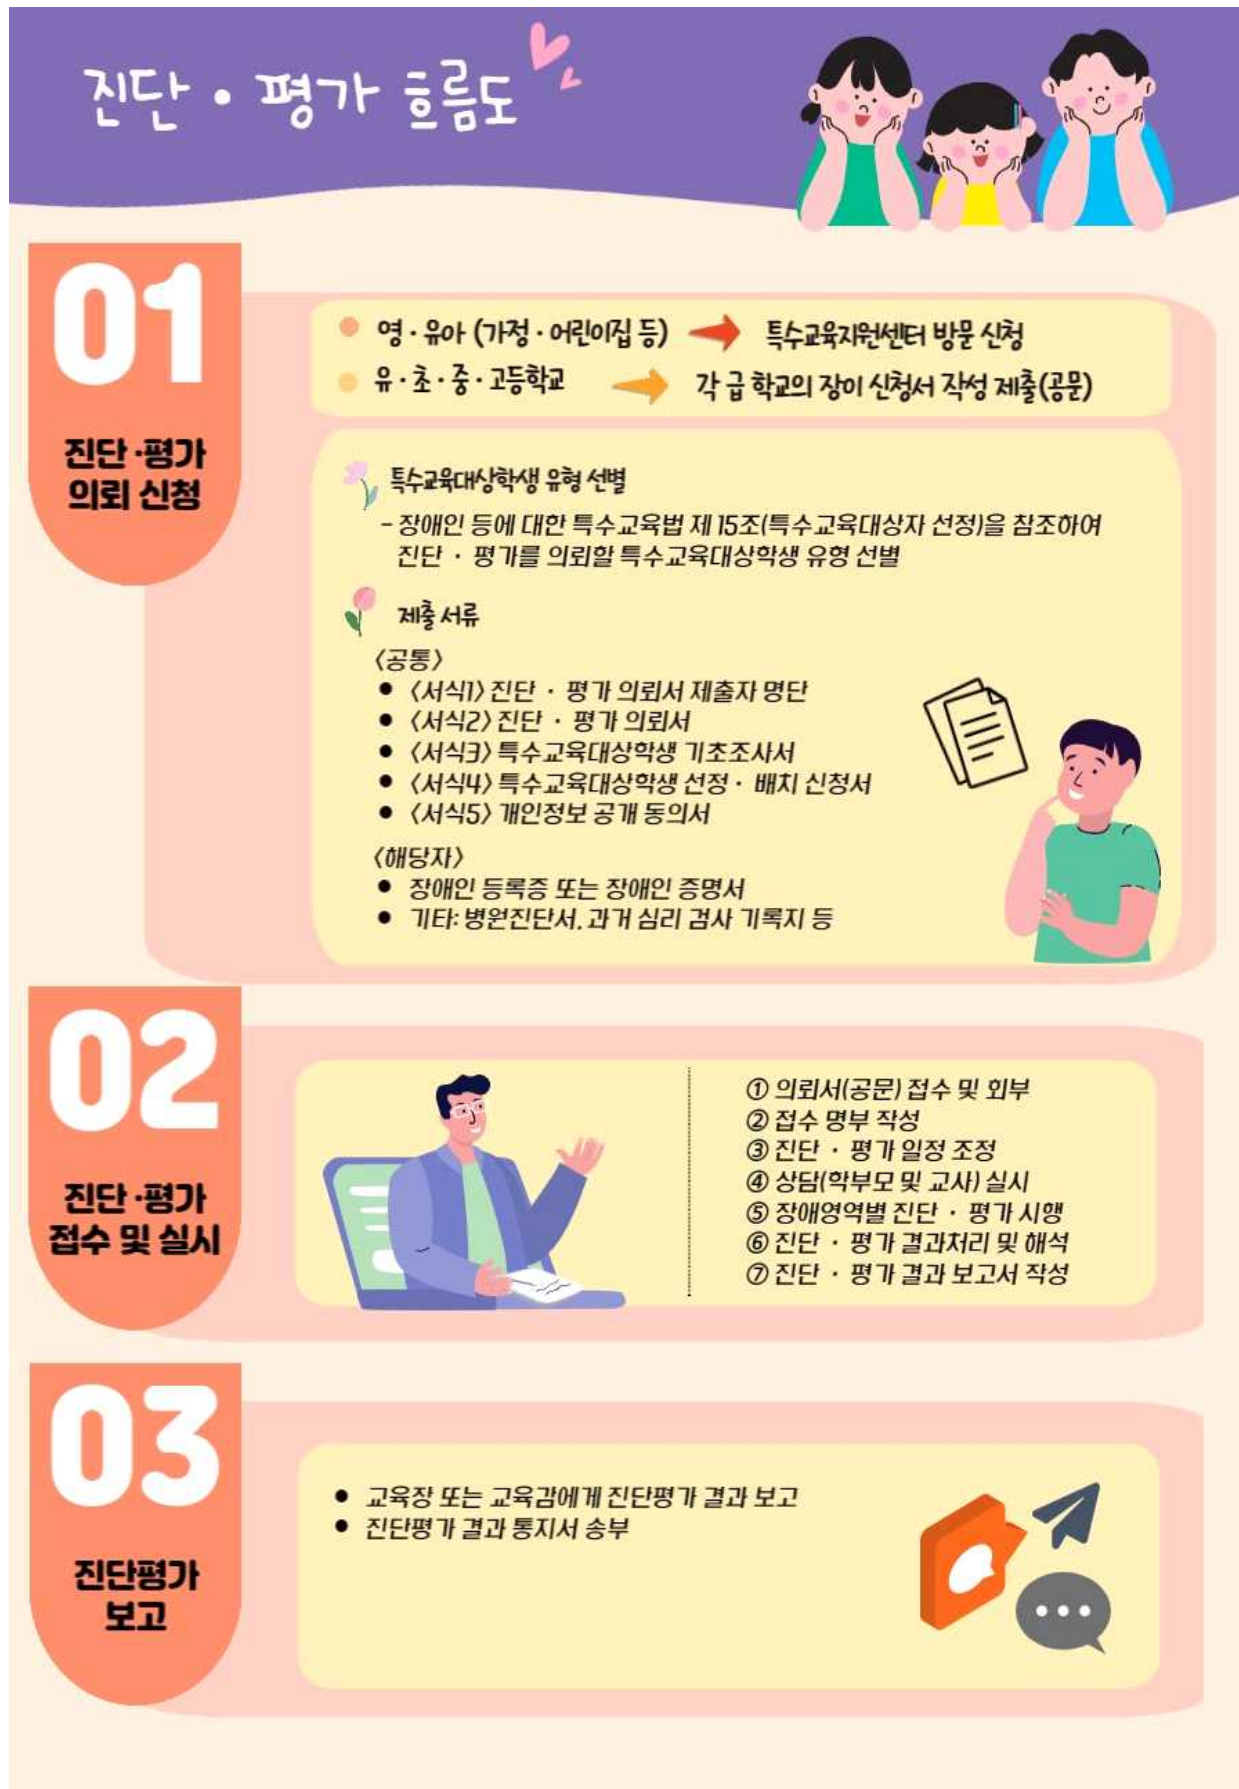 진단 • 평가 흐름도
01
진단·평가
의뢰 신청
영·유아 (가정·어린이집 등) → 특수교육지원센터 방문 신청
유·초·중·고등학교 → 각 급 학교의 장이 신청서 작성 제출(공문)
특수교육대상학생 유형 선별
- 장애인 등에 대한 특수교육법 제 15조(특수교육대상자 선정)을 참조하여
진단 · 평가를 의뢰할 특수교육대상학생 유형 선별
제출 서류
<공통>
● <서식1> 진단 · 평가 의뢰서 제출자 명단
● <서식2> 진단 · 평가 의뢰서
● <서식3> 특수교육대상학생 기초조사서
● <서식4> 특수교육대상학생 선정 · 배치 신청서
● <서식5> 개인정보 공개 동의서
<해당자>
● 장애인 등록증 또는 장애인 증명서
● 기타: 병원진단서, 과거 심리 검사 기록지 등
02
진단·평가
접수 및 실시
① 의뢰서(공문) 접수 및 외부
② 접수 명부 작성
③ 진단 · 평가 일정 조정
④ 상담(학부모 및 교사) 실시
⑤ 장애영역별 진단 · 평가 시행
⑥ 진단 · 평가 결과처리 및 해석
⑦ 진단 · 평가 결과 보고서 작성
03
진단평가
보고
● 교육장 또는 교육감에게 진단평가 결과 보고
● 진단평가 결과 통지서 송부